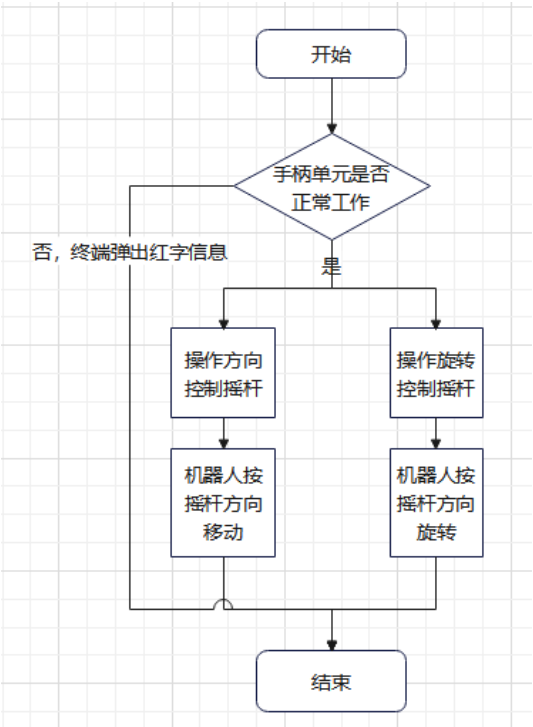 开始
手柄单元是否
正常工作
否，终端弹出红字信息
是
操作方向
控制摇杆
操作旋转
控制摇杆
机器人按
摇杆方向
移动
机器人按
摇杆方向
旋转
结束